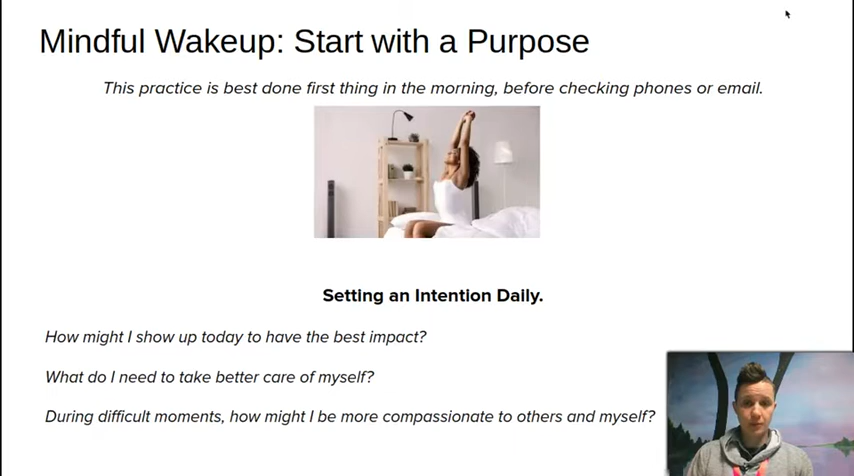 Mindful Wakeup: Start with a Purpose
This practice is best done first thing in the morning, before checking phones or email.
Setting an Intention Daily.
How might I show up today to have the best impact?
What do I need to take better care of myself?
During difficult moments, how might I be more compassionate to others and myself?